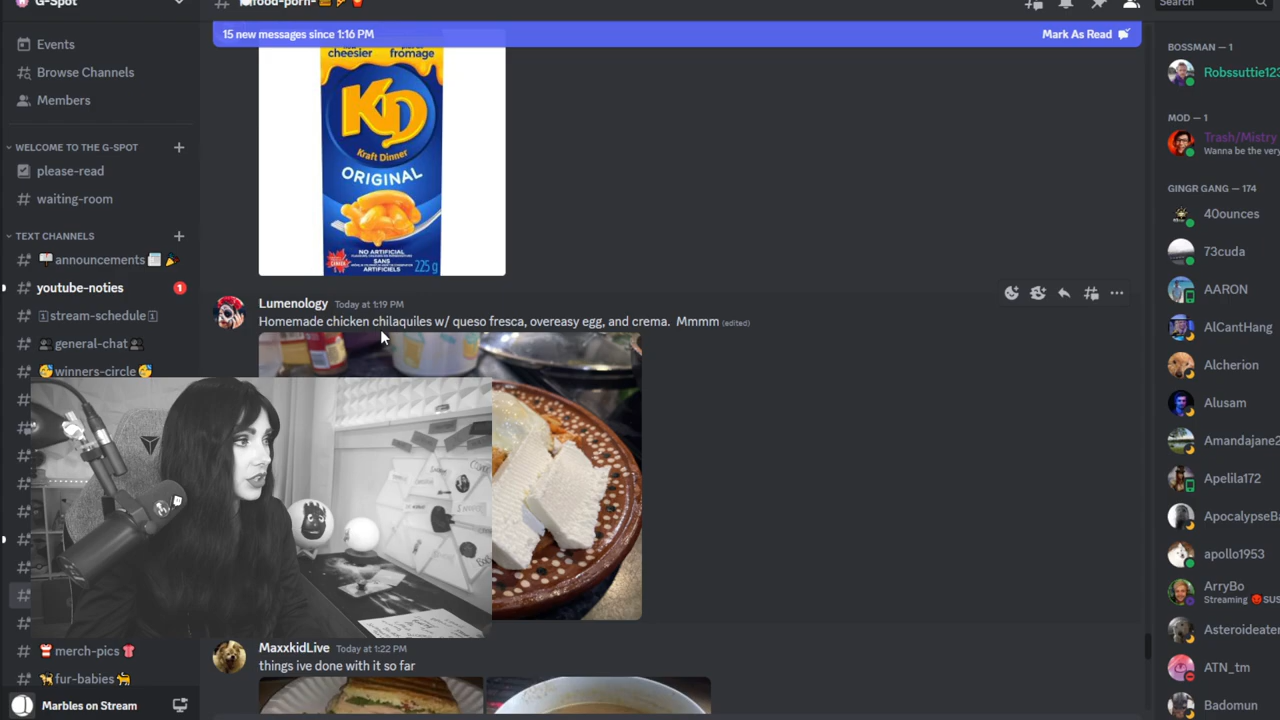 G-Spot
food-porn-
Search
15 new messages since 1:16 PM
Mark As Read
Events
Browse Channels
Members
WELCOME TO THE G-SPOT
please-read
waiting-room
TEXT CHANNELS
announcements
youtube-noties
1
stream-schedule
general-chat
winners-circle
merch-pics
fur-babies
Marbles on Stream
cheesier fromage
KD
Kraft Dinner
ORIGINAL
NO ARTIFICIAL
SANS
ARTIFICIELS
225 g
Lumenology Today at 1:19 PM
Homemade chicken chilaquiles w/ queso fresca, overeasy egg, and crema. Mmmm (edited)
MaxxkidLive Today at 1:22 PM
things ive done with it so far
BOSSMAN — 1
Robssuttie123
MOD — 1
Trash/Mistry
Wanna be the very
GINGR GANG — 174
40ounces
73cuda
AARON
AlCantHang
Alcherion
Alusam
Amandajane2
Apelila172
ApocalypseBa
apollo1953
ArryBo
Streaming SUS
Asteroideater
ATN_tm
Badomun